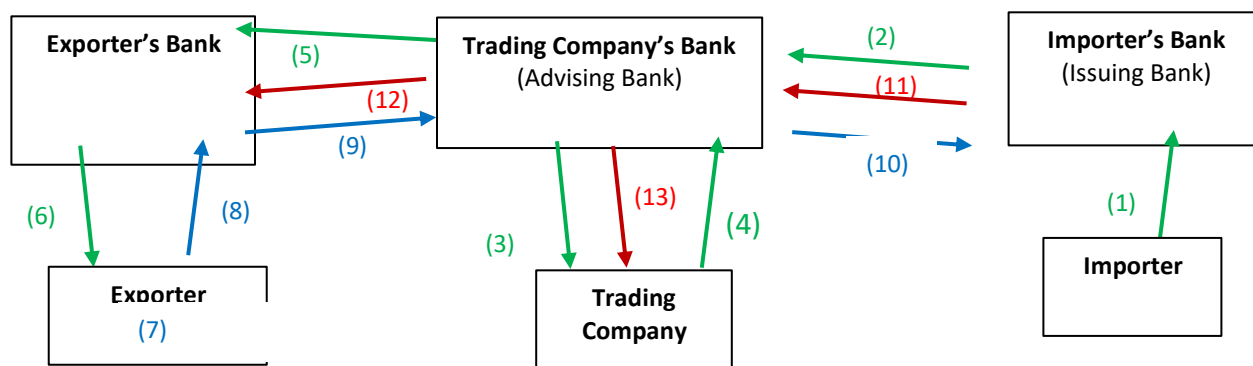 Exporter’s Bank
(5)
Trading Company’s Bank
(Advising Bank)
(2)
Importer’s Bank
(Issuing Bank)
(12)
(11)
(9)
(10)
(6)
(8)
(3)
(13)
(4)
(1)
Exporter
(7)
Trading
Company
Importer